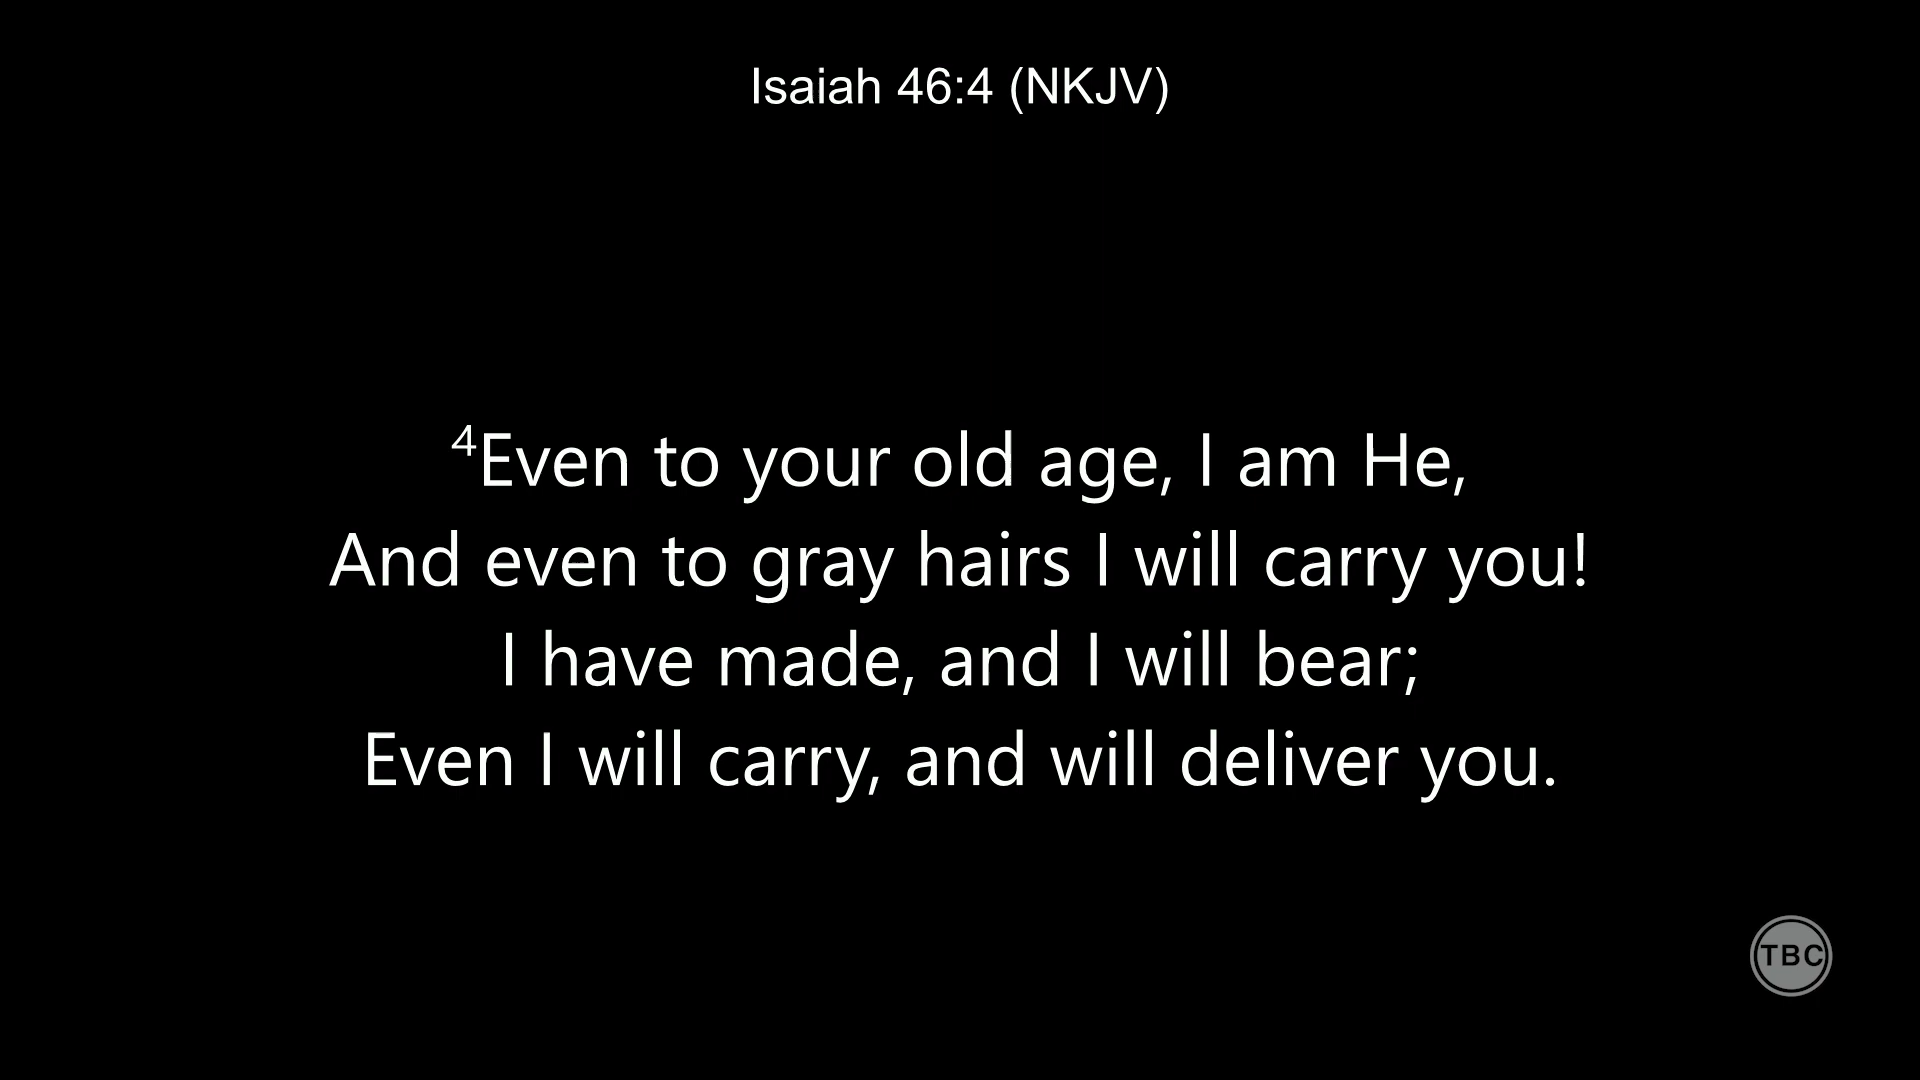 Isaiah 46:4 (NKJV)
⁴Even to your old age, I am He,
And even to gray hairs I will carry you!
I have made, and I will bear;
Even I will carry, and will deliver you.
TBC